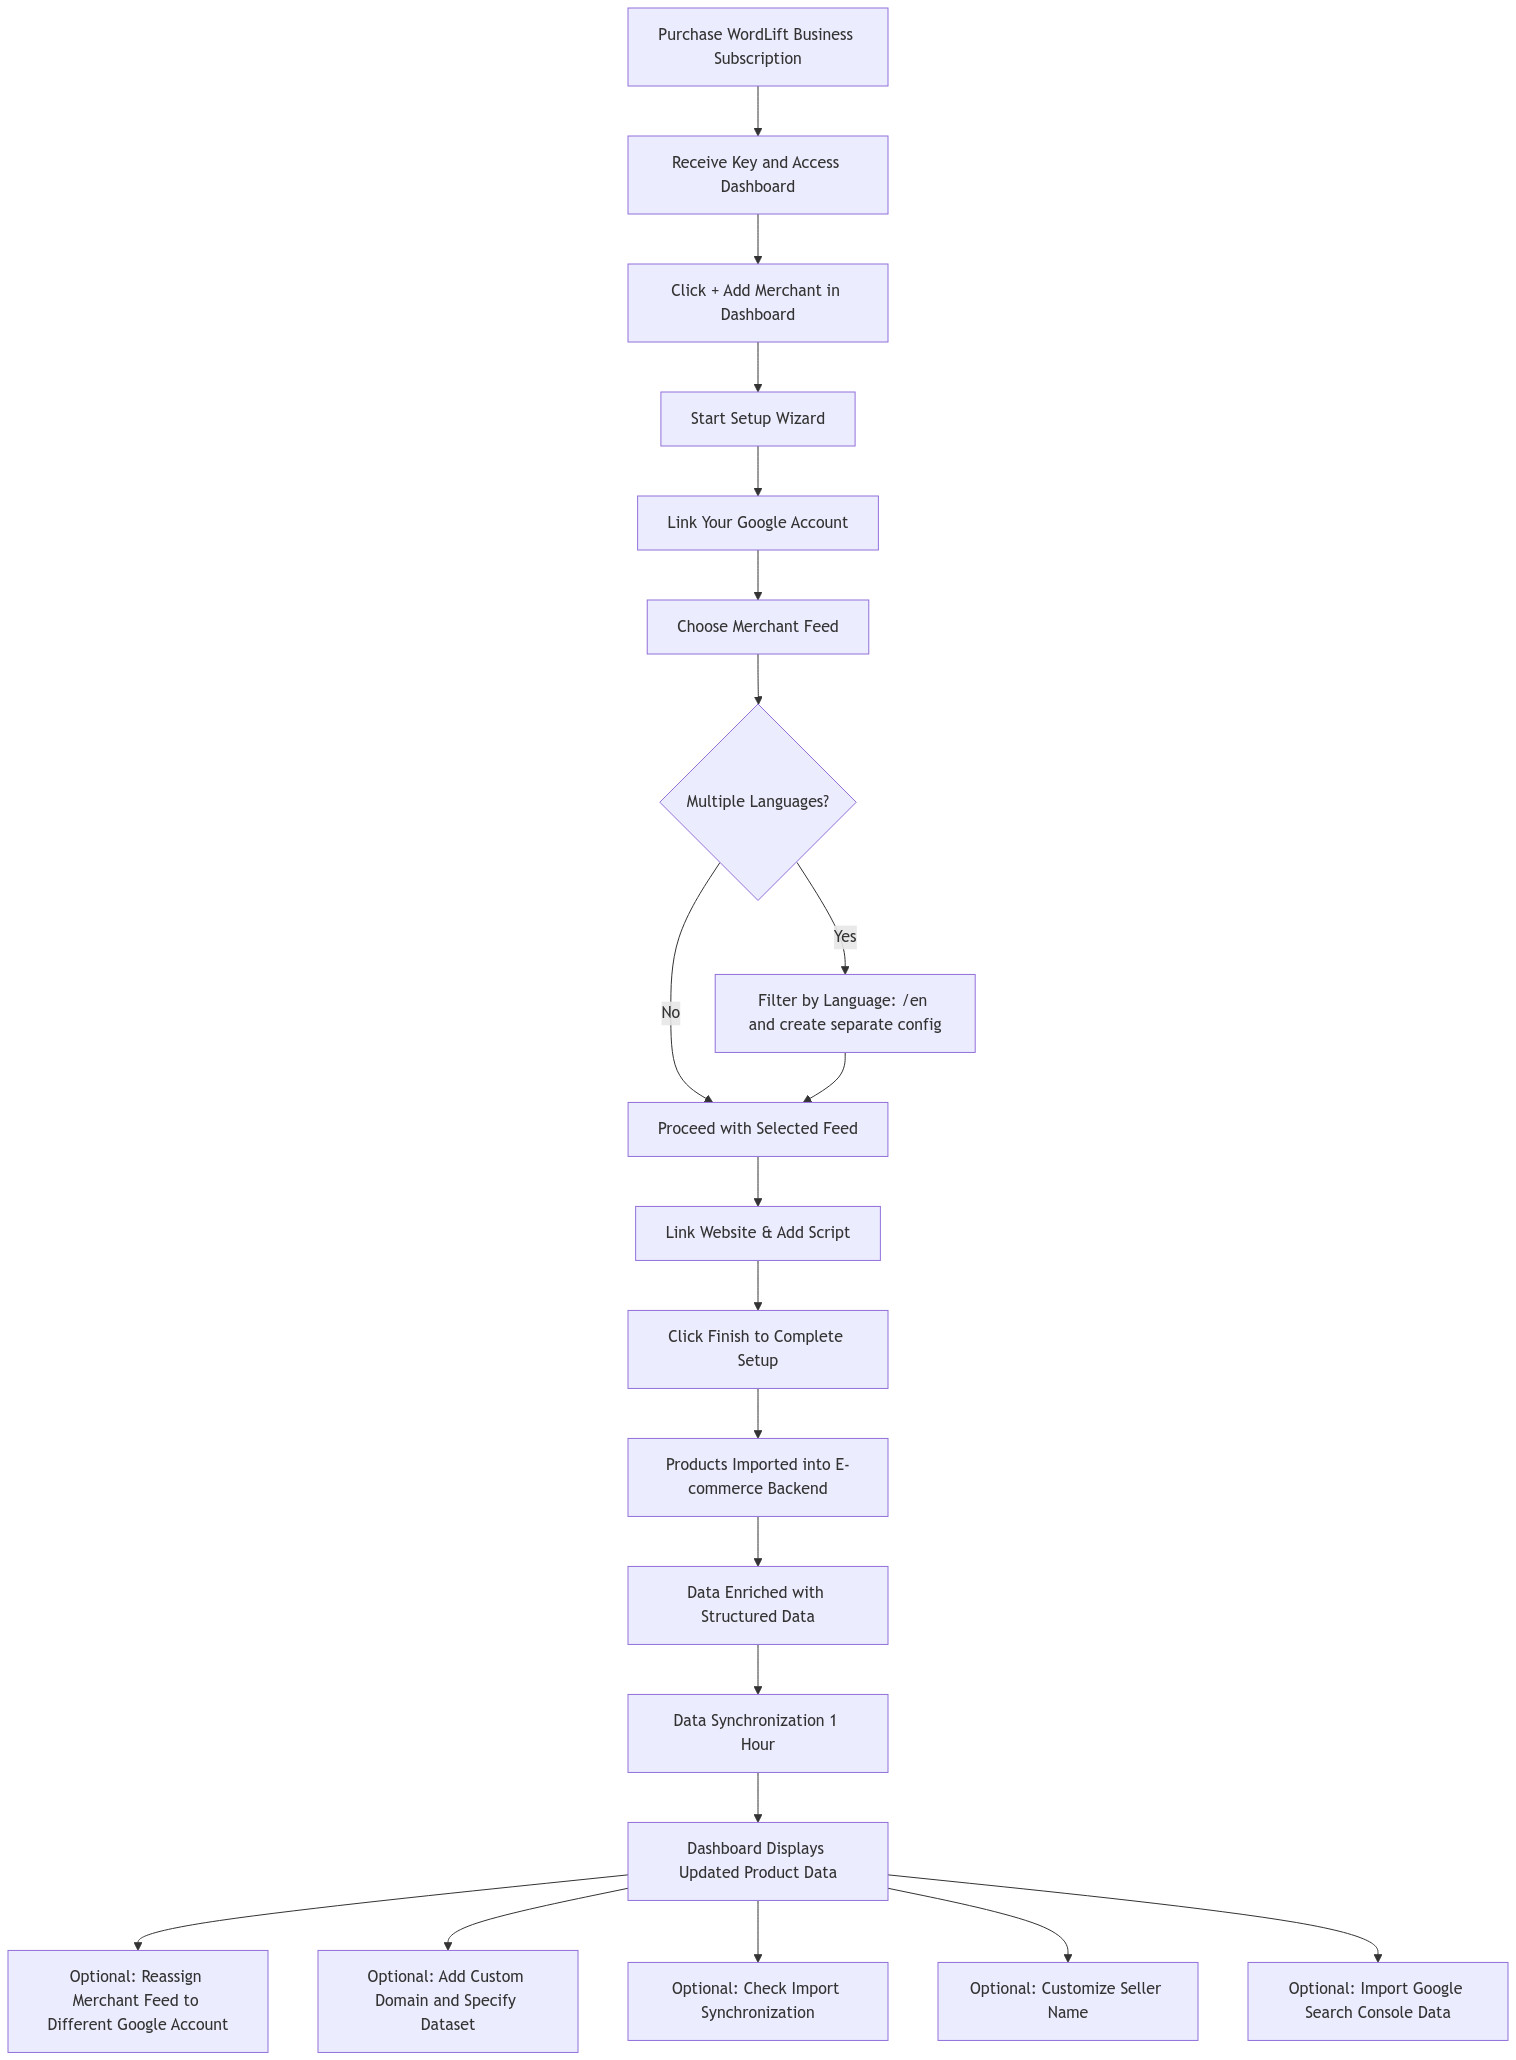 Purchase WordLift Business
Subscription
Receive Key and Access
Dashboard
Click + Add Merchant in
Dashboard
Start Setup Wizard
Link Your Google Account
Choose Merchant Feed
Multiple Languages?
Yes
No
Filter by Language: /en
and create separate config
Proceed with Selected Feed
Link Website & Add Script
Click Finish to Complete
Setup
Products Imported into E-
commerce Backend
Data Enriched with
Structured Data
Data Synchronization 1
Hour
Dashboard Displays
Updated Product Data
Optional: Reassign
Merchant Feed to
Different Google Account
Optional: Add Custom
Domain and Specify
Dataset
Optional: Check Import
Synchronization
Optional: Customize Seller
Name
Optional: Import Google
Search Console Data